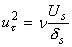 u_τ^2 = ν U_s / δ_s